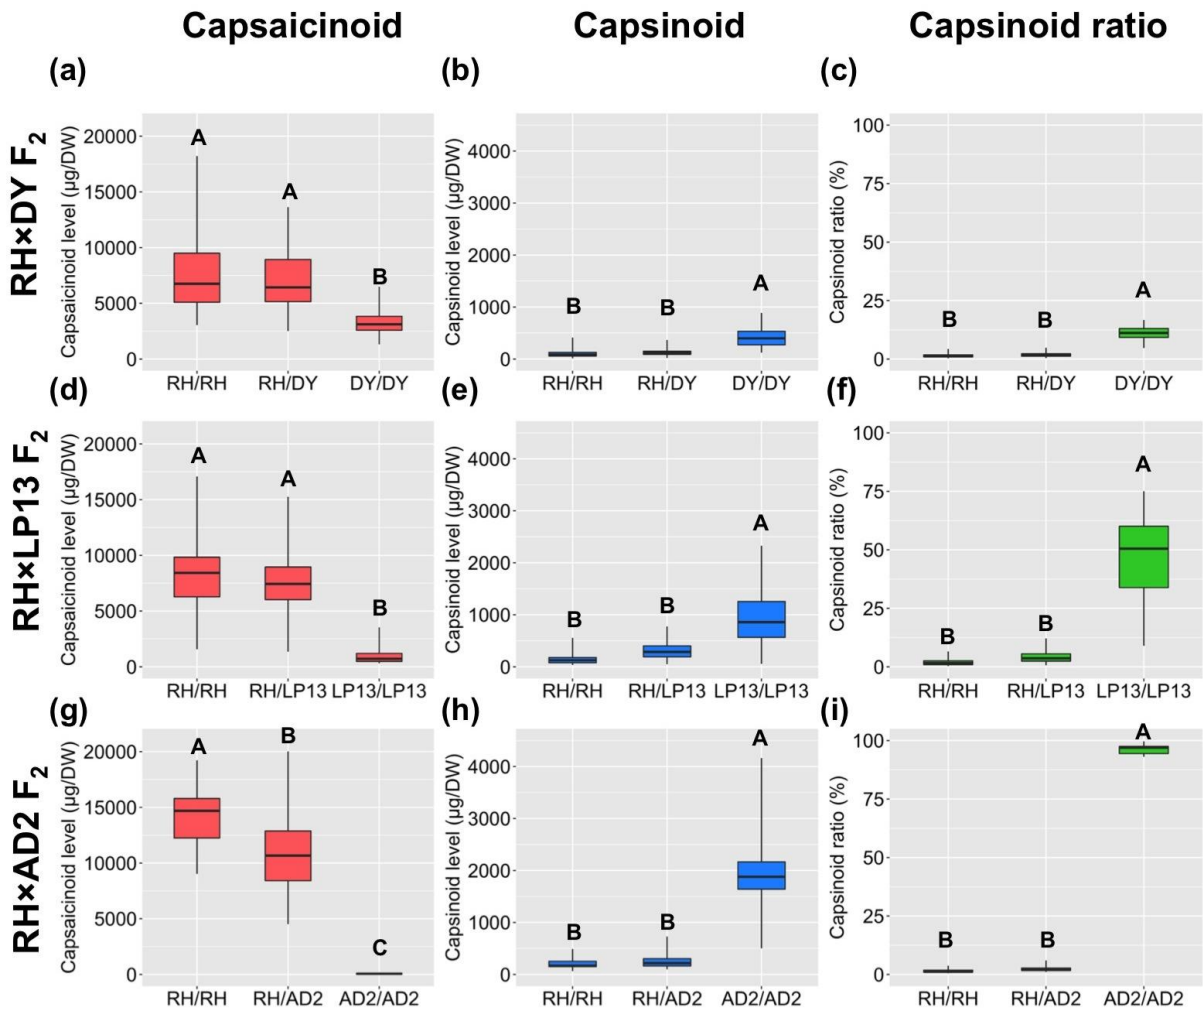 Capsaicinoid Capsinoid Capsinoid ratio
(a) (b) (c)
RH×DY F2
Capsaicinoid level (µg/DW)
20000
15000
10000
5000
0
A A B
RH/RH RH/DY DY/DY
Capsinoid level (µg/DW)
4000
3000
2000
1000
0
B B A
RH/RH RH/DY DY/DY
Capsinoid ratio (%)
100
75
50
25
0
B B A
RH/RH RH/DY DY/DY
(d) (e) (f)
RH×LP13 F2
Capsaicinoid level (µg/DW)
20000
15000
10000
5000
0
A A B
RH/RH RH/LP13 LP13/LP13
Capsinoid level (µg/DW)
4000
3000
2000
1000
0
B B A
RH/RH RH/LP13 LP13/LP13
Capsinoid ratio (%)
100
75
50
25
0
B B A
RH/RH RH/LP13 LP13/LP13
(g) (h) (i)
RH×AD2 F2
Capsaicinoid level (µg/DW)
20000
15000
10000
5000
0
A B C
RH/RH RH/AD2 AD2/AD2
Capsinoid level (µg/DW)
4000
3000
2000
1000
0
B B A
RH/RH RH/AD2 AD2/AD2
Capsinoid ratio (%)
100
75
50
25
0
B B A
RH/RH RH/AD2 AD2/AD2